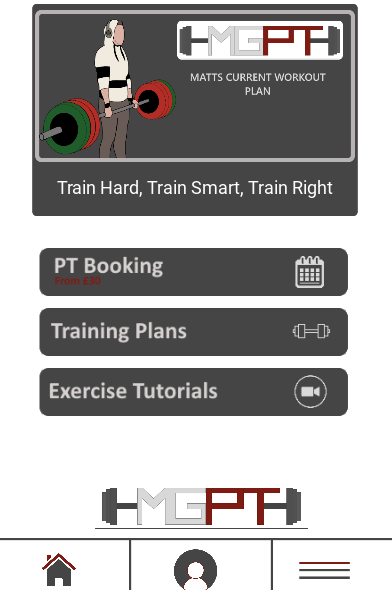 MGPT
MATTS CURRENT WORKOUT
PLAN
Train Hard, Train Smart, Train Right
PT Booking
From £30
Training Plans
Exercise Tutorials
MGPT